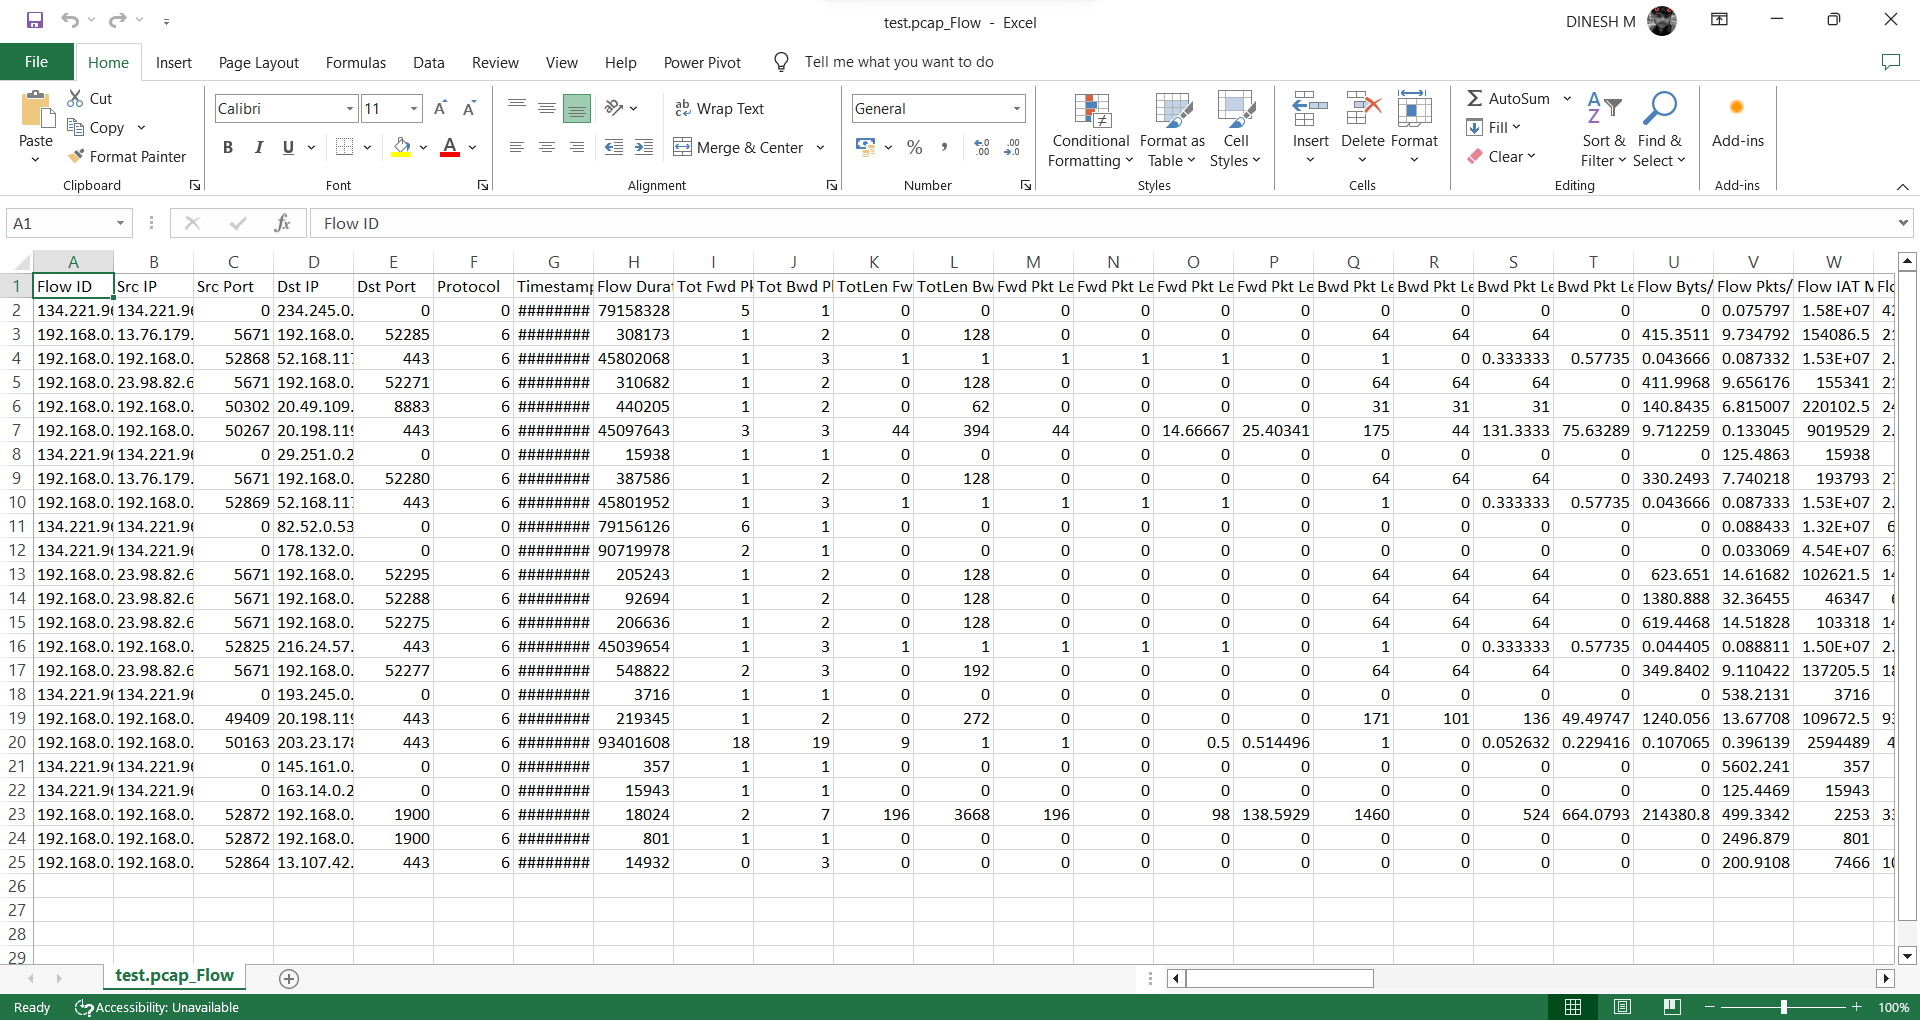 test.pcap_Flow - Excel
DINESH M
File Home Insert Page Layout Formulas Data Review View Help Power Pivot Tell me what you want to do
Paste
Cut
Copy
Format Painter
Clipboard
Calibri 11
B I U A
Font
ab Wrap Text
Merge & Center
Alignment
General
% ,
Number
Conditional Formatting
Format as Table
Cell Styles
Styles
Insert Delete Format
Cells
AutoSum
Fill
Clear
Sort & Filter
Find & Select
Editing
Add-ins
Add-ins
A1 fx Flow ID
A B C D E F G H I J K L M N O P Q R S T U V W
1 Flow ID Src IP Src Port Dst IP Dst Port Protocol Timestamp Flow Durat Tot Fwd Pk Tot Bwd Pl TotLen Fw TotLen Bw Fwd Pkt Le Fwd Pkt Le Fwd Pkt Le Fwd Pkt Le Bwd Pkt Le Bwd Pkt Le Bwd Pkt Le Bwd Pkt Le Flow Byts/ Flow Pkts/ Flow IAT M Flo
2 134.221.9 134.221.9 0 234.245.0. 0 0 ######## 79158328 5 1 0 0 0 0 0 0 0 0 0 0 0 0.075797 1.58E+07 42
3 192.168.0. 13.76.179. 5671 192.168.0. 52285 6 ######## 308173 1 2 0 128 0 0 0 0 64 64 64 0 415.3511 9.734792 154086.5 21
4 192.168.0. 192.168.0. 52868 52.168.117 443 6 ######## 45802068 1 3 1 1 1 1 1 0 1 0 0.333333 0.57735 0.043666 0.087332 1.53E+07 2.
5 192.168.0. 23.98.82.6 5671 192.168.0. 52271 6 ######## 310682 1 2 0 128 0 0 0 0 64 64 64 0 411.9968 9.656176 155341 21
6 192.168.0. 192.168.0. 50302 20.49.109. 8883 6 ######## 440205 1 2 0 62 0 0 0 0 31 31 31 0 140.8435 6.815007 220102.5 24
7 192.168.0. 192.168.0. 50267 20.198.119 443 6 ######## 45097643 3 3 44 394 44 0 14.66667 25.40341 175 44 131.3333 75.63289 9.712259 0.133045 9019529 2.
8 134.221.9 134.221.9 0 29.251.0.2 0 0 ######## 15938 1 1 0 0 0 0 0 0 0 0 0 0 0 125.4863 15938
9 192.168.0. 13.76.179. 5671 192.168.0. 52280 6 ######## 387586 1 2 0 128 0 0 0 0 64 64 64 0 330.2493 7.740218 193793 27
10 192.168.0. 192.168.0. 52869 52.168.117 443 6 ######## 45801952 1 3 1 1 1 1 1 0 1 0 0.333333 0.57735 0.043666 0.087333 1.53E+07 2.
11 134.221.9 134.221.9 0 82.52.0.53 0 0 ######## 79156126 6 1 0 0 0 0 0 0 0 0 0 0 0 0.088433 1.32E+07 6
12 134.221.9 134.221.9 0 178.132.0. 0 0 ######## 90719978 2 1 0 0 0 0 0 0 0 0 0 0 0 0.033069 4.54E+07 63
13 192.168.0. 23.98.82.6 5671 192.168.0. 52295 6 ######## 205243 1 2 0 128 0 0 0 0 64 64 64 0 623.651 14.61682 102621.5 14
14 192.168.0. 23.98.82.6 5671 192.168.0. 52288 6 ######## 92694 1 2 0 128 0 0 0 0 64 64 64 0 1380.888 32.36455 46347
15 192.168.0. 23.98.82.6 5671 192.168.0. 52275 6 ######## 206636 1 2 0 128 0 0 0 0 64 64 64 0 619.4468 14.51828 103318 14
16 192.168.0. 192.168.0. 52825 216.24.57. 443 6 ######## 45039654 1 3 1 1 1 1 1 0 1 0 0.333333 0.57735 0.044405 0.088811 1.50E+07 2.
17 192.168.0. 23.98.82.6 5671 192.168.0. 52277 6 ######## 548822 2 3 0 192 0 0 0 0 64 64 64 0 349.8402 9.110422 137205.5 18
18 134.221.9 134.221.9 0 193.245.0. 0 0 ######## 3716 1 1 0 0 0 0 0 0 0 0 0 0 0 538.2131 3716
19 192.168.0. 192.168.0. 49409 20.198.119 443 6 ######## 219345 1 2 0 272 0 0 0 0 171 101 136 49.49747 1240.056 13.67708 109672.5 93
20 192.168.0. 192.168.0. 50163 203.23.178 443 6 ######## 93401608 18 19 9 1 1 0 0.5 0.514496 1 0 0.052632 0.229416 0.107065 0.396139 2594489 4
21 134.221.9 134.221.9 0 145.161.0. 0 0 ######## 357 1 1 0 0 0 0 0 0 0 0 0 0 0 5602.241 357
22 134.221.9 134.221.9 0 163.14.0.2 0 0 ######## 15943 1 1 0 0 0 0 0 0 0 0 0 0 0 125.4469 15943
23 192.168.0. 192.168.0. 52872 192.168.0. 1900 6 ######## 18024 2 7 196 3668 196 0 98 138.5929 1460 0 524 664.0793 214380.8 499.3342 2253 33
24 192.168.0. 192.168.0. 52872 192.168.0. 1900 6 ######## 801 1 1 0 0 0 0 0 0 0 0 0 0 0 2496.879 801
25 192.168.0. 192.168.0. 52864 13.107.42. 443 6 ######## 14932 0 3 0 0 0 0 0 0 0 0 0 0 0 200.9108 7466 10
26
27
28
29
test.pcap_Flow
Ready Accessibility: Unavailable 100%